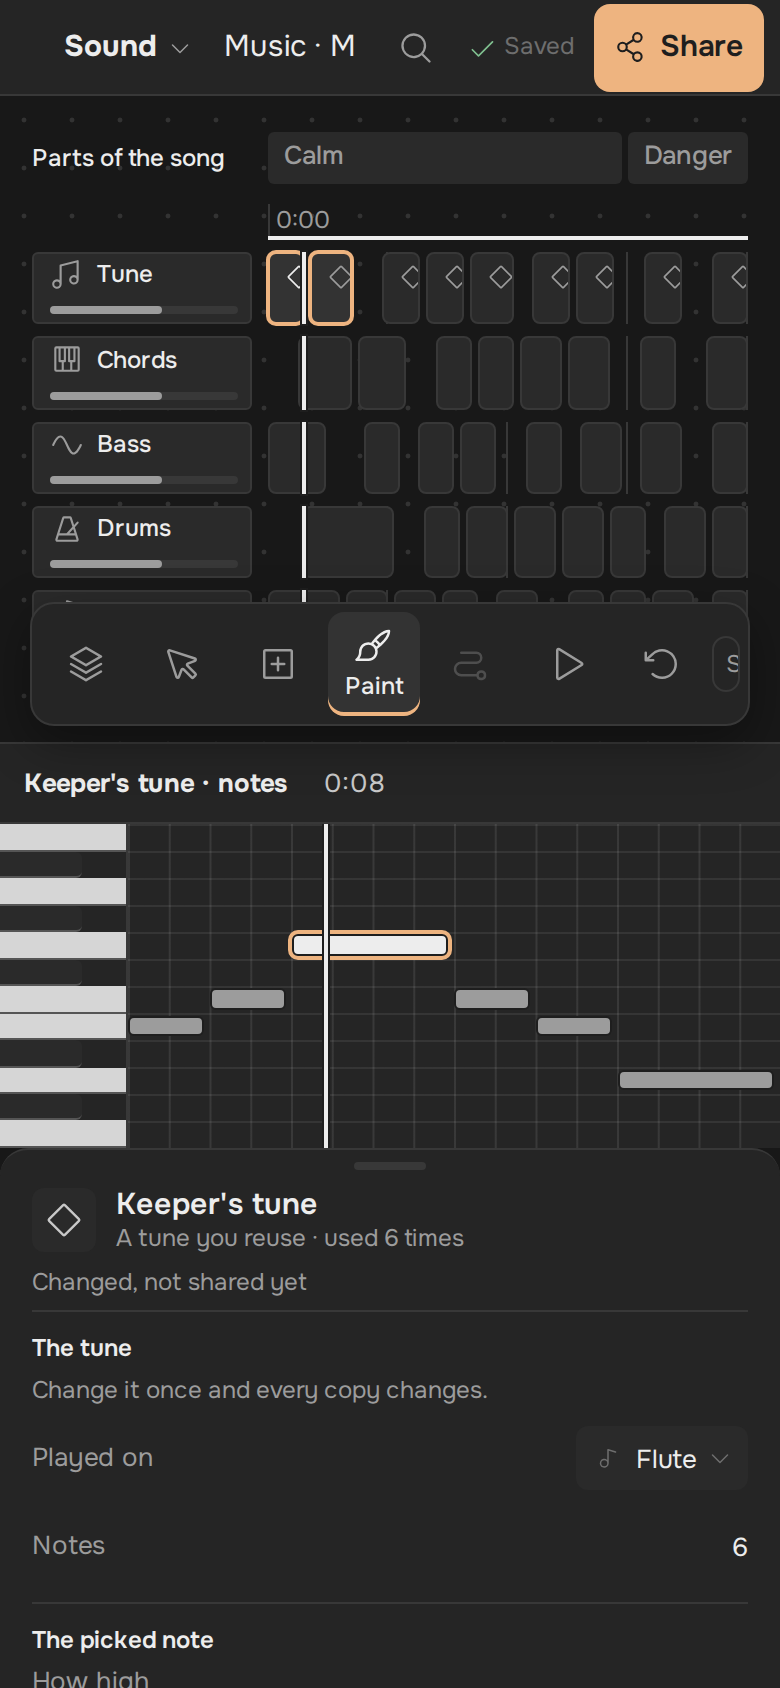 Sound
Music · M
Saved
Share
Parts of the song
Calm
Danger
0:00
Tune
Chords
Bass
Drums
Paint
S
Keeper's tune · notes
0:08
Keeper's tune
A tune you reuse · used 6 times
Changed, not shared yet
The tune
Change it once and every copy changes.
Played on
Flute
Notes
6
The picked note
How high